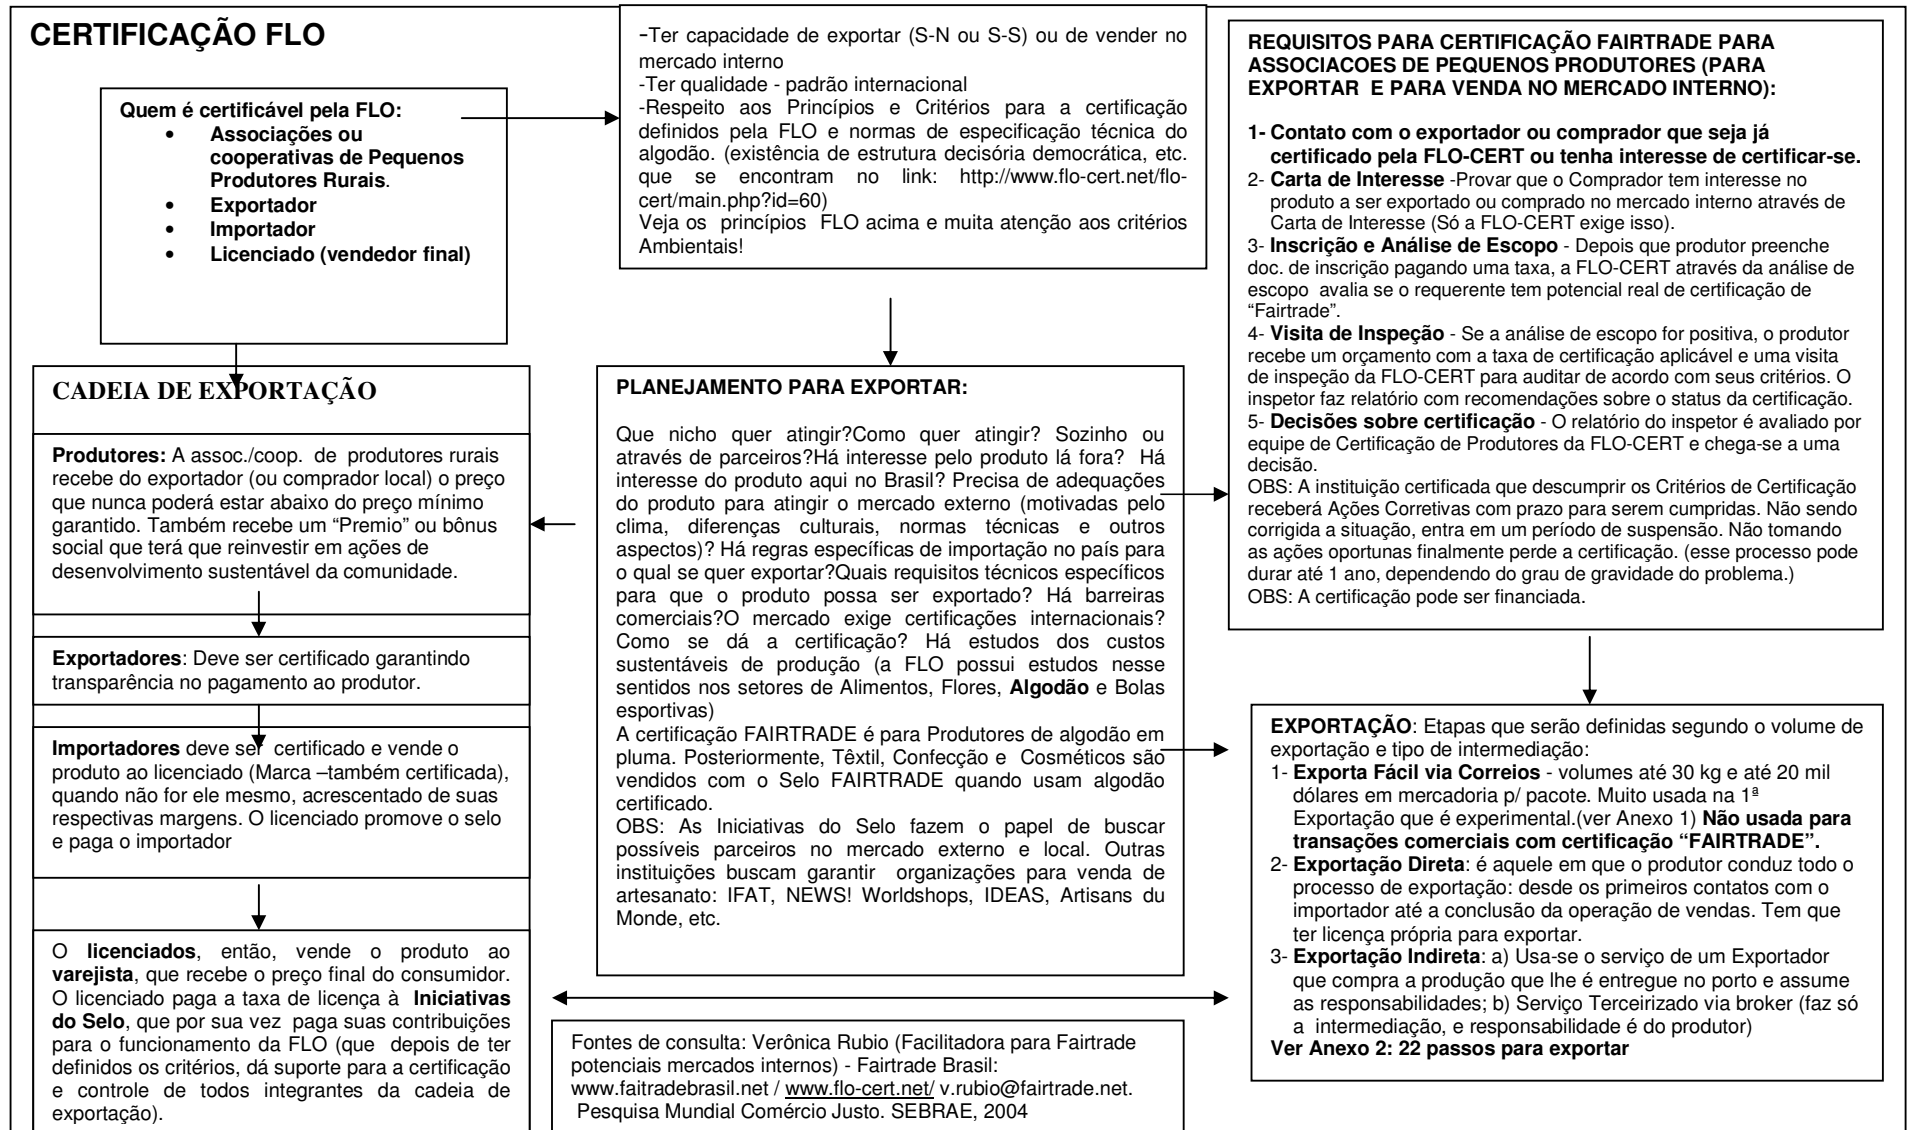 CERTIFICAÇÃO FLO
Quem é certificável pela FLO:
• Associações ou
cooperativas de Pequenos
Produtores Rurais.
• Exportador
• Importador
• Licenciado (vendedor final)
-Ter capacidade de exportar (S-N ou S-S) ou de vender no
mercado interno
-Ter qualidade - padrão internacional
-Respeito aos Princípios e Critérios para a certificação
definidos pela FLO e normas de especificação técnica do
algodão. (existência de estrutura decisória democrática, etc.
que se encontram no link: http://www.flo-cert.net/flo-
cert/main.php?id=60)
Veja os princípios FLO acima e muita atenção aos critérios
Ambientais!
REQUISITOS PARA CERTIFICAÇÃO FAIRTRADE PARA
ASSOCIACOES DE PEQUENOS PRODUTORES (PARA
EXPORTAR E PARA VENDA NO MERCADO INTERNO):
1- Contato com o exportador ou comprador que seja já
certificado pela FLO-CERT ou tenha interesse de certificar-se.
2- Carta de Interesse -Provar que o Comprador tem interesse no
produto a ser exportado ou comprado no mercado interno através de
Carta de Interesse (Só a FLO-CERT exige isso).
3- Inscrição e Análise de Escopo - Depois que produtor preenche
doc. de inscrição pagando uma taxa, a FLO-CERT através da análise de
escopo avalia se o requerente tem potencial real de certificação de
“Fairtrade”.
4- Visita de Inspeção - Se a análise de escopo for positiva, o produtor
recebe um orçamento com a taxa de certificação aplicável e uma visita
de inspeção da FLO-CERT para auditar de acordo com seus critérios. O
inspetor faz relatório com recomendações sobre o status da certificação.
5- Decisões sobre certificação - O relatório do inspetor é avaliado por
equipe de Certificação de Produtores da FLO-CERT e chega-se a uma
decisão.
OBS: A instituição certificada que descumprir os Critérios de Certificação
receberá Ações Corretivas com prazo para serem cumpridas. Não sendo
corrigida a situação, entra em um período de suspensão. Não tomando
as ações oportunas finalmente perde a certificação. (esse processo pode
durar até 1 ano, dependendo do grau de gravidade do problema.)
OBS: A certificação pode ser financiada.
CADEIA DE EXPORTAÇÃO
Produtores: A assoc./coop. de produtores rurais
recebe do exportador (ou comprador local) o preço
que nunca poderá estar abaixo do preço mínimo
garantido. Também recebe um “Premio” ou bônus
social que terá que reinvestir em ações de
desenvolvimento sustentável da comunidade.
Exportadores: Deve ser certificado garantindo
transparência no pagamento ao produtor.
Importadores deve ser certificado e vende o
produto ao licenciado (Marca –também certificada),
quando não for ele mesmo, acrescentado de suas
respectivas margens. O licenciado promove o selo
e paga o importador
O licenciados, então, vende o produto ao
varejista, que recebe o preço final do consumidor.
O licenciado paga a taxa de licença à Iniciativas
do Selo, que por sua vez paga suas contribuições
para o funcionamento da FLO (que depois de ter
definidos os critérios, dá suporte para a certificação
e controle de todos integrantes da cadeia de
exportação).
PLANEJAMENTO PARA EXPORTAR:
Que nicho quer atingir?Como quer atingir? Sozinho ou
através de parceiros?Há interesse pelo produto lá fora? Há
interesse do produto aqui no Brasil? Precisa de adequações
do produto para atingir o mercado externo (motivadas pelo
clima, diferenças culturais, normas técnicas e outros
aspectos)? Há regras específicas de importação no país para
o qual se quer exportar?Quais requisitos técnicos específicos
para que o produto possa ser exportado? Há barreiras
comerciais?O mercado exige certificações internacionais?
Como se dá a certificação? Há estudos dos custos
sustentáveis de produção (a FLO possui estudos nesse
sentidos nos setores de Alimentos, Flores, Algodão e Bolas
esportivas)
A certificação FAIRTRADE é para Produtores de algodão em
pluma. Posteriormente, Têxtil, Confecção e Cosméticos são
vendidos com o Selo FAIRTRADE quando usam algodão
certificado.
OBS: As Iniciativas do Selo fazem o papel de buscar
possíveis parceiros no mercado externo e local. Outras
instituições buscam garantir organizações para venda de
artesanato: IFAT, NEWS! Worldshops, IDEAS, Artisans du
Monde, etc.
EXPORTAÇÃO: Etapas que serão definidas segundo o volume de
exportação e tipo de intermediação:
1- Exporta Fácil via Correios - volumes até 30 kg e até 20 mil
dólares em mercadoria p/ pacote. Muito usada na 1ª
Exportação que é experimental.(ver Anexo 1) Não usada para
transações comerciais com certificação “FAIRTRADE”.
2- Exportação Direta: é aquele em que o produtor conduz todo o
processo de exportação: desde os primeiros contatos com o
importador até a conclusão da operação de vendas. Tem que
ter licença própria para exportar.
3- Exportação Indireta: a) Usa-se o serviço de um Exportador
que compra a produção que lhe é entregue no porto e assume
as responsabilidades; b) Serviço Terceirizado via broker (faz só
a intermediação, e responsabilidade é do produtor)
Ver Anexo 2: 22 passos para exportar
Fontes de consulta: Verônica Rubio (Facilitadora para Fairtrade
potenciais mercados internos) - Fairtrade Brasil:
www.faitradebrasil.net / www.flo-cert.net/ v.rubio@fairtrade.net.
Pesquisa Mundial Comércio Justo. SEBRAE, 2004